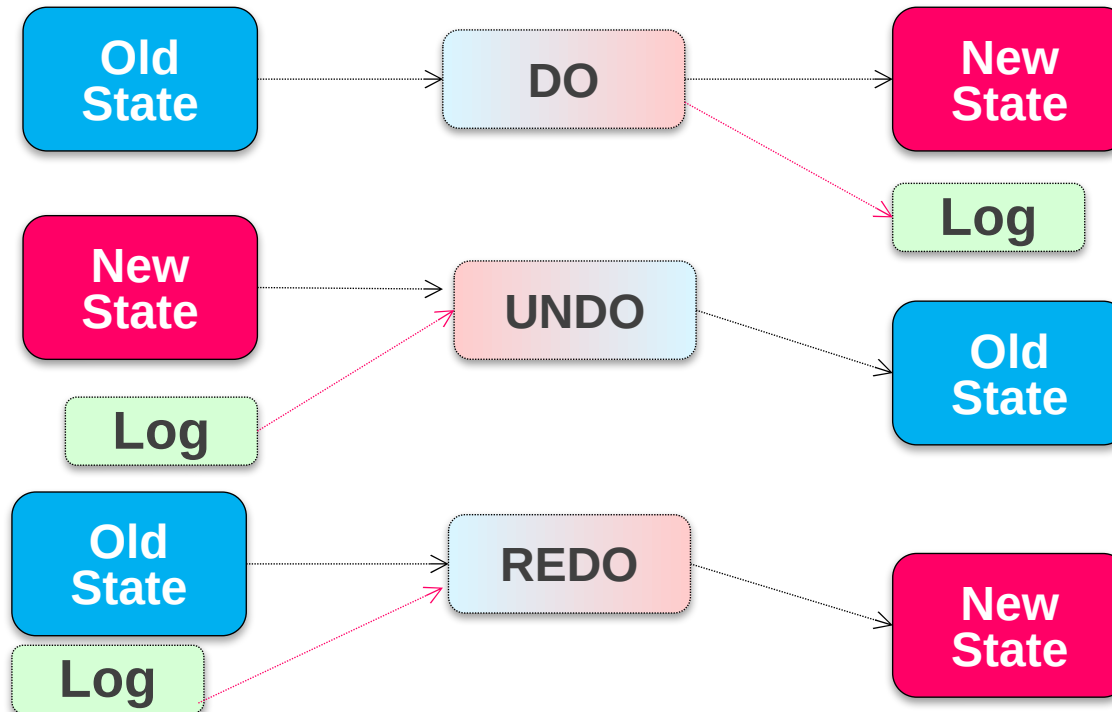 Old
State
DO
New
State
Log
New
State
UNDO
Old
State
Log
Old
State
REDO
New
State
Log